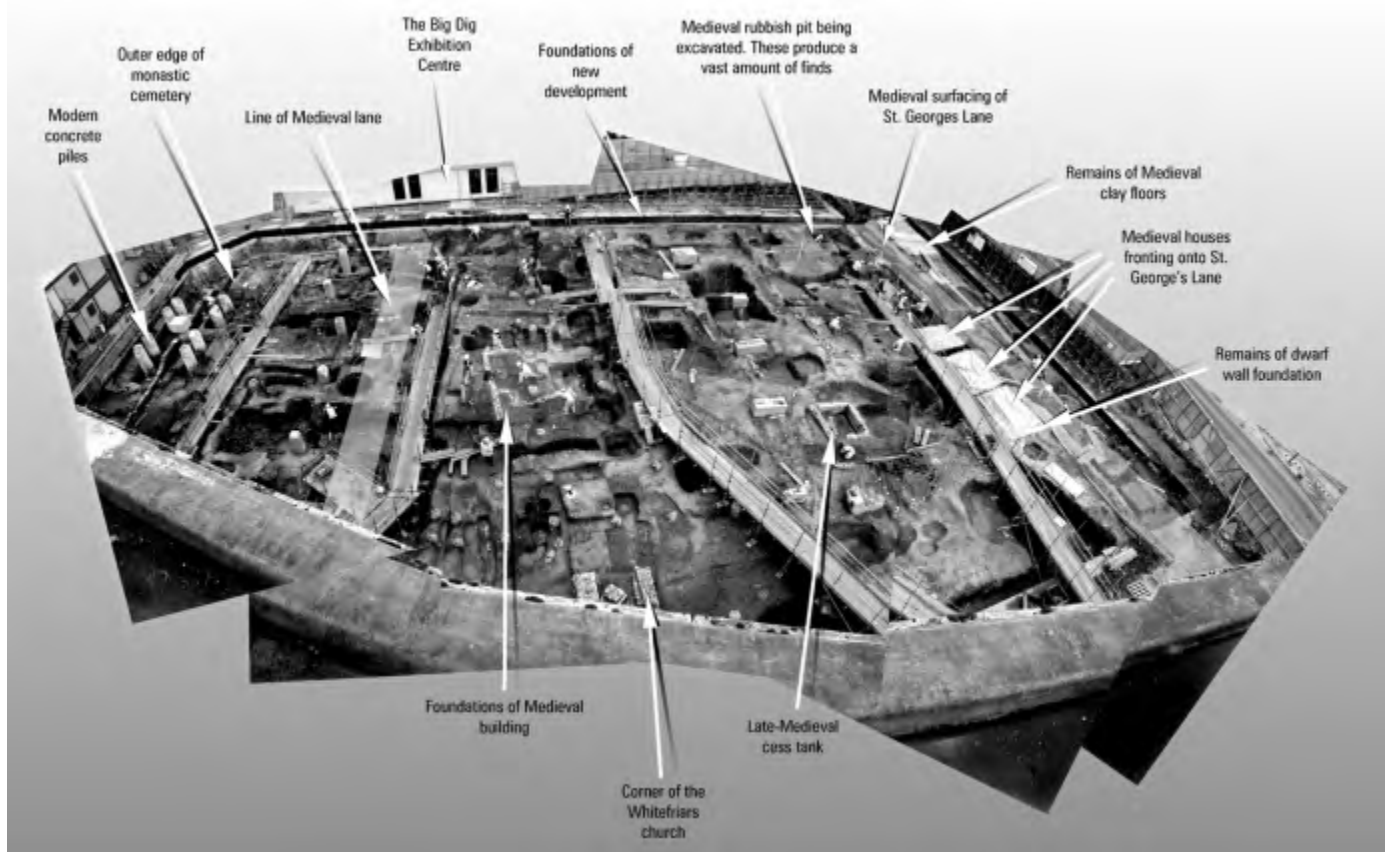 The Big Dig
Exhibition
Centre
Outer edge of
monastic
cemetery
Modern
concrete
piles
Line of Medieval lane
Foundations of
new
development
Medieval rubbish pit being
excavated. These produce a
vast amount of finds
Medieval surfacing of
St. Georges Lane
Remains of Medieval
clay floors
Medieval houses
fronting onto St.
George's Lane
Remains of dwarf
wall foundation
Foundations of Medieval
building
Late-Medieval
cess tank
Corner of the
Whitefriars
church